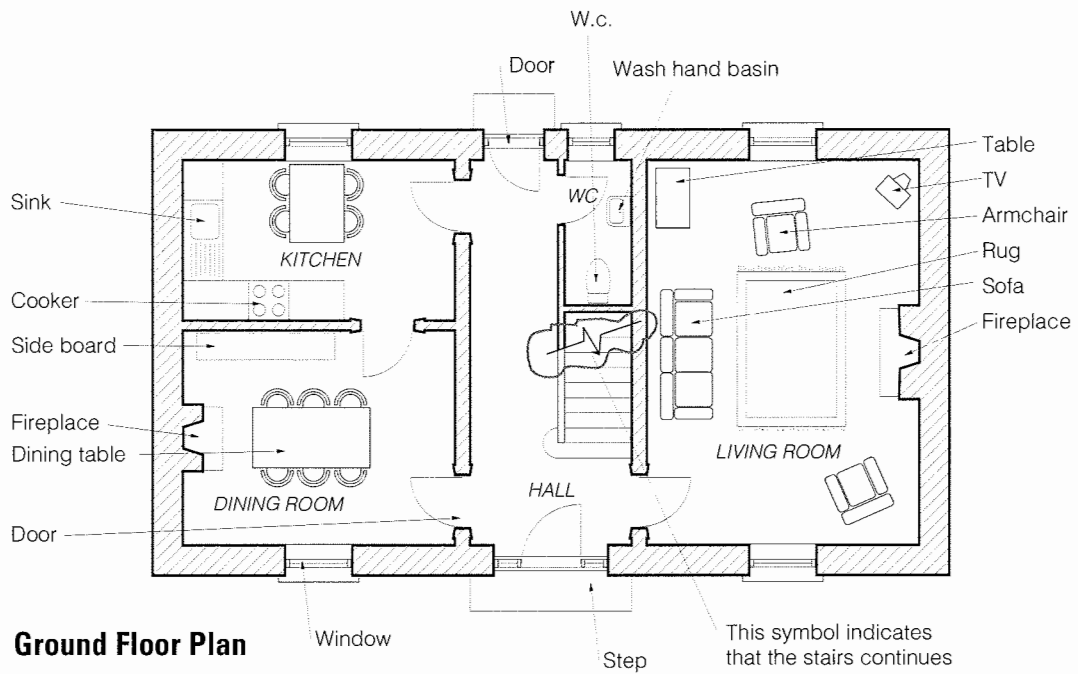 W.c.
Door
Wash hand basin
Table
TV
Armchair
Rug
Sofa
Fireplace
Sink
Cooker
Side board
Fireplace
Dining table
Door
WC
KITCHEN
LIVING ROOM
DINING ROOM
HALL
Window
Step
This symbol indicates
that the stairs continues
Ground Floor Plan